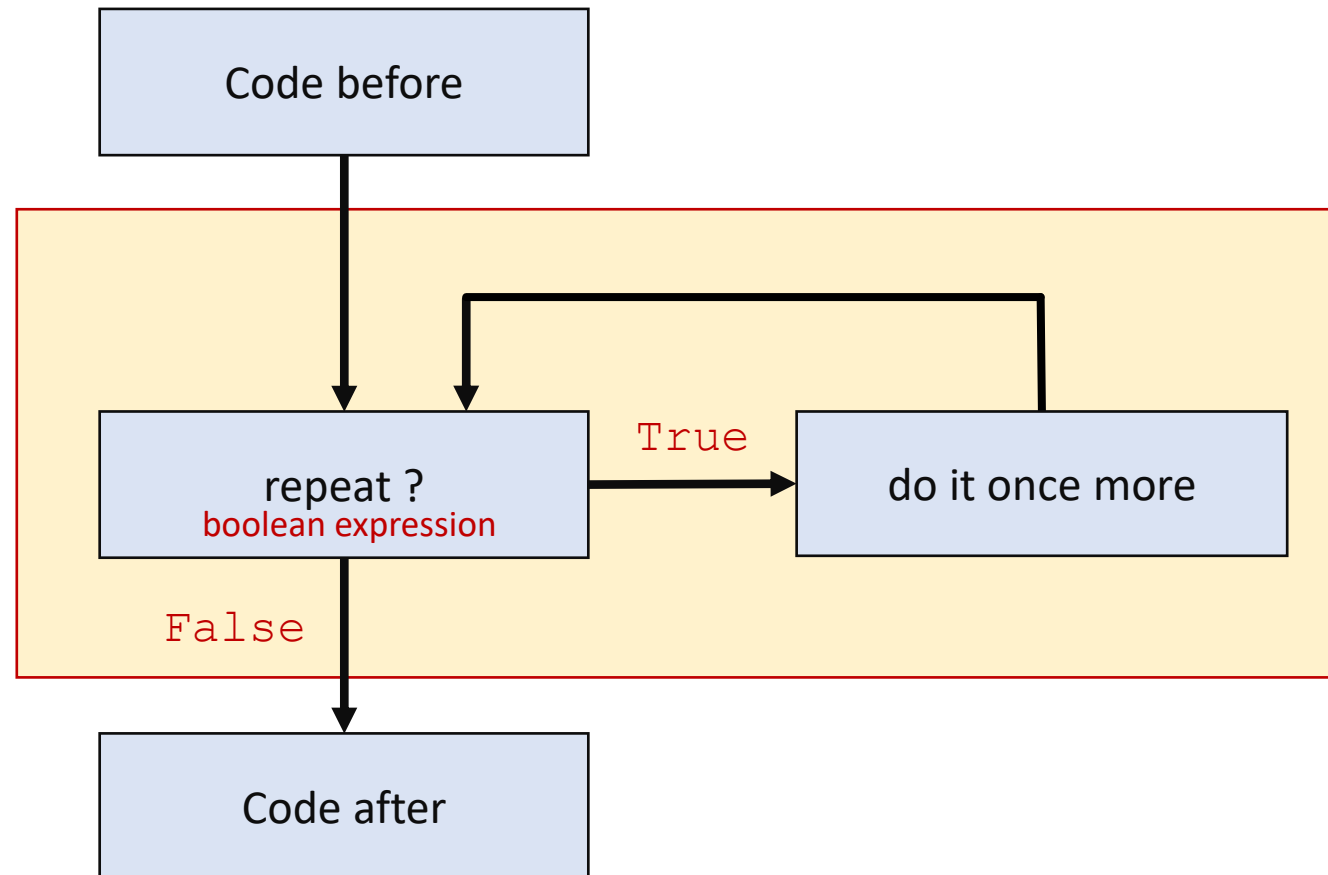 Code before
True
repeat ?
boolean expression
do it once more
False
Code after